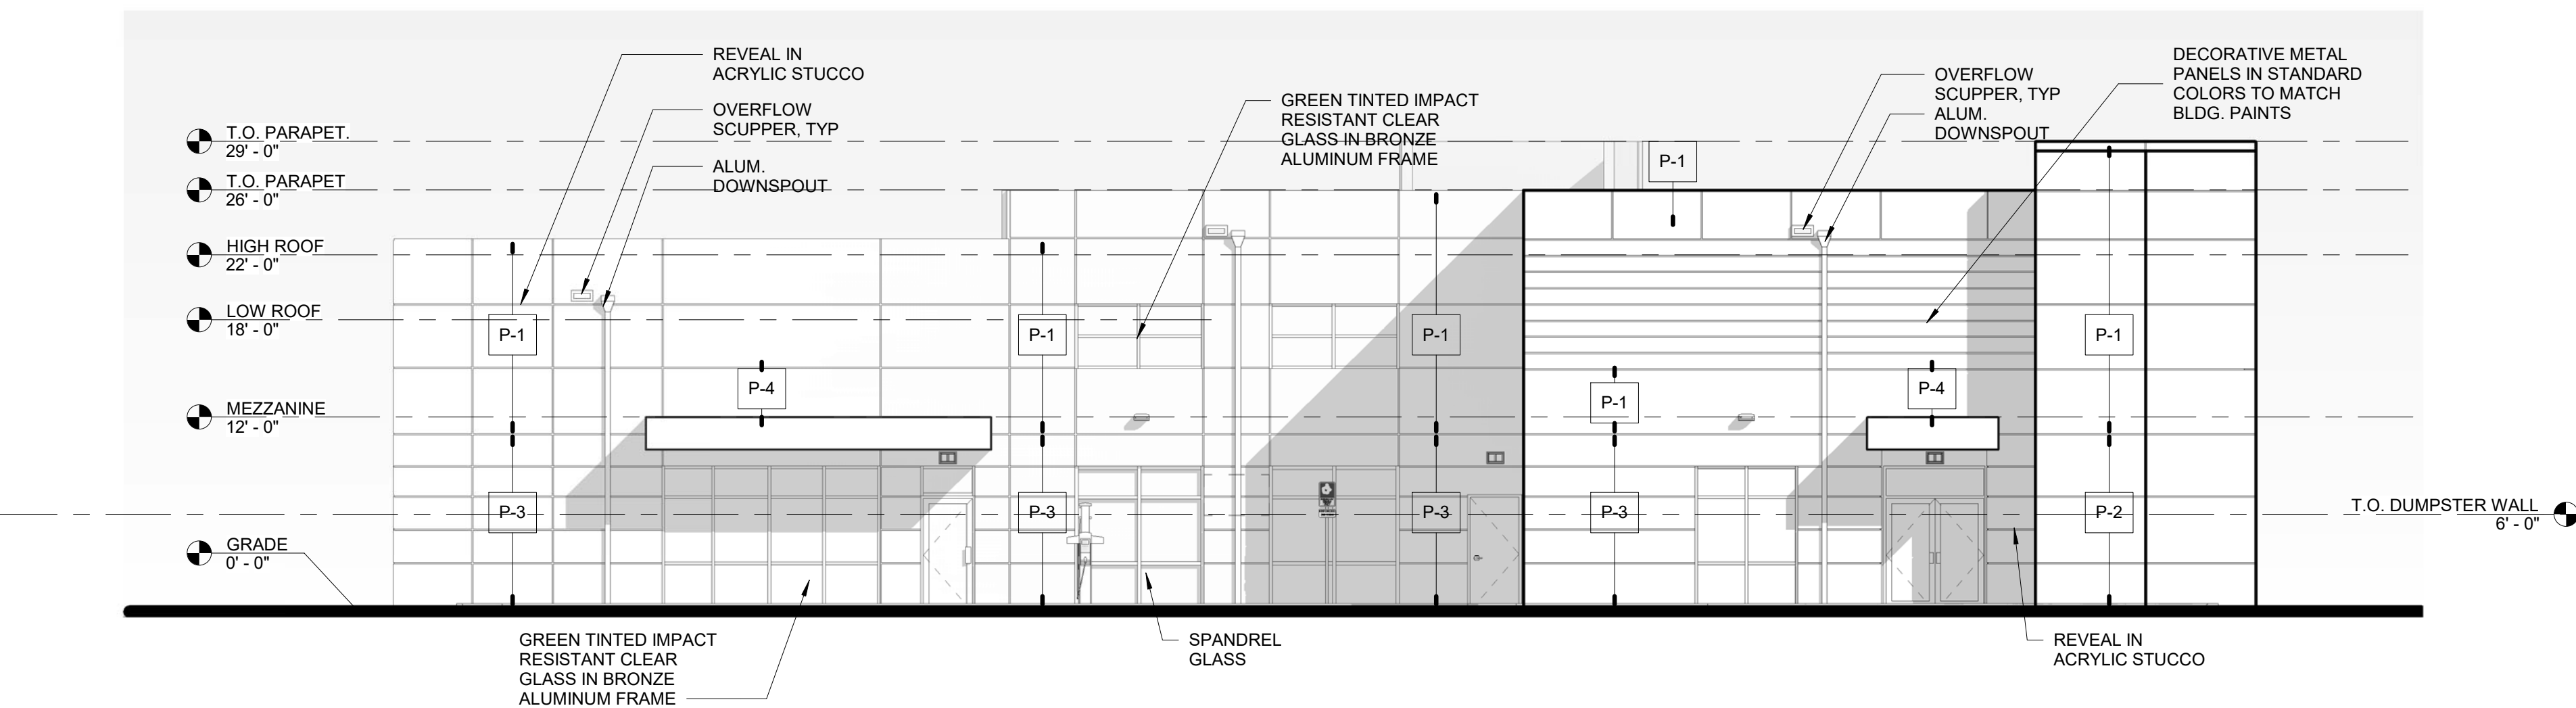 REVEAL IN
ACRYLIC STUCCO
OVERFLOW
SCUPPER, TYP
ALUM.
DOWNSPOUT
GREEN TINTED IMPACT
RESISTANT CLEAR
GLASS IN BRONZE
ALUMINUM FRAME
OVERFLOW
SCUPPER, TYP
ALUM.
DOWNSPOUT
DECORATIVE METAL
PANELS IN STANDARD
COLORS TO MATCH
BLDG. PAINTS
T.O. PARAPET.
29' - 0"
T.O. PARAPET
26' - 0"
HIGH ROOF
22' - 0"
LOW ROOF
18' - 0"
MEZZANINE
12' - 0"
GRADE
0' - 0"
P-1
P-1
P-1
P-1
P-1
P-4
P-4
P-1
P-3
P-3
P-3
P-3
P-2
T.O. DUMPSTER WALL
6' - 0"
GREEN TINTED IMPACT
RESISTANT CLEAR
GLASS IN BRONZE
ALUMINUM FRAME
SPANDREL
GLASS
REVEAL IN
ACRYLIC STUCCO